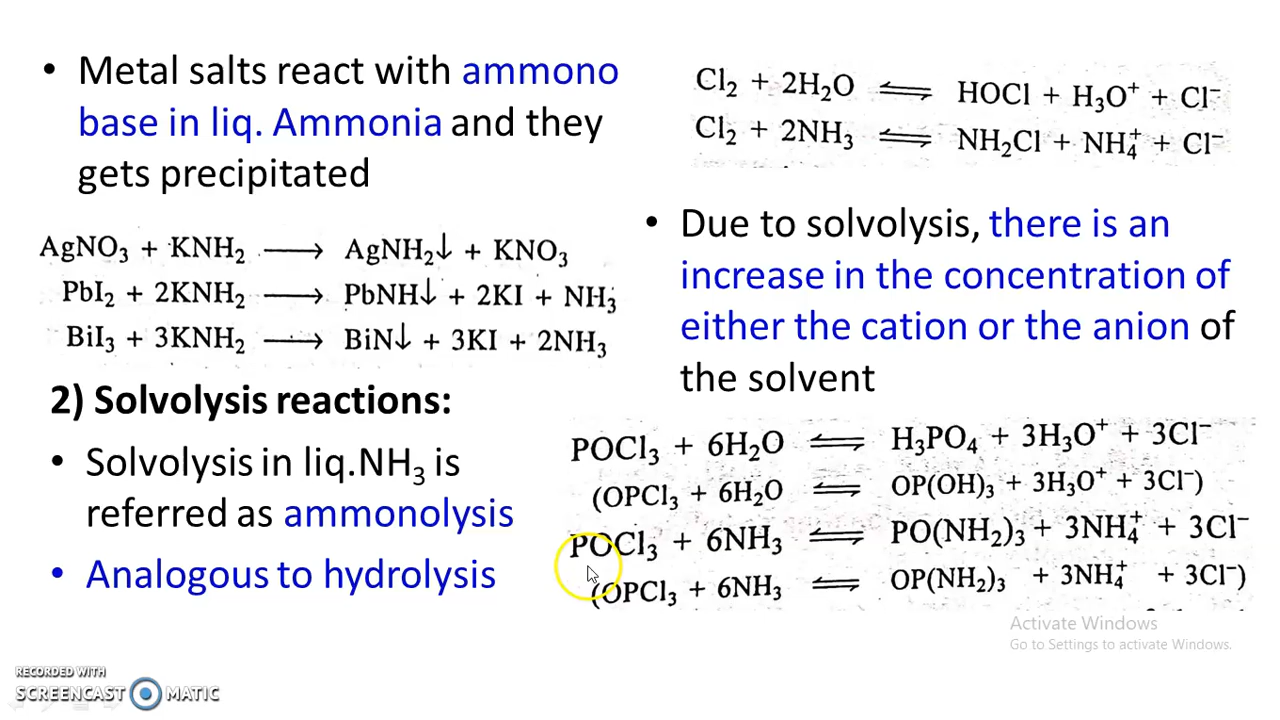 • Metal salts react with ammono
base in liq. Ammonia and they
gets precipitated
AgNO₃ + KNH₂ ⟶ AgNH₂↓ + KNO₃
PbI₂ + 2KNH₂ ⟶ PbNH↓ + 2KI + NH₃
BiI₃ + 3KNH₂ ⟶ BiN↓ + 3KI + 2NH₃
2) Solvolysis reactions:
• Solvolysis in liq.NH₃ is
referred as ammonolysis
• Analogous to hydrolysis
Cl₂ + 2H₂O ⇌ HOCl + H₃O⁺ + Cl⁻
Cl₂ + 2NH₃ ⇌ NH₂Cl + NH₄⁺ + Cl⁻
• Due to solvolysis, there is an
increase in the concentration of
either the cation or the anion of
the solvent
POCl₃ + 6H₂O ⇌ H₃PO₄ + 3H₃O⁺ + 3Cl⁻
(OPCl₃ + 6H₂O ⇌ OP(OH)₃ + 3H₃O⁺ + 3Cl⁻)
POCl₃ + 6NH₃ ⇌ PO(NH₂)₃ + 3NH₄⁺ + 3Cl⁻
(OPCl₃ + 6NH₃ ⇌ OP(NH₂)₃ + 3NH₄⁺ + 3Cl⁻)
Activate Windows
Go to Settings to activate Windows.
RECORDED WITH
SCREENCAST MATIC